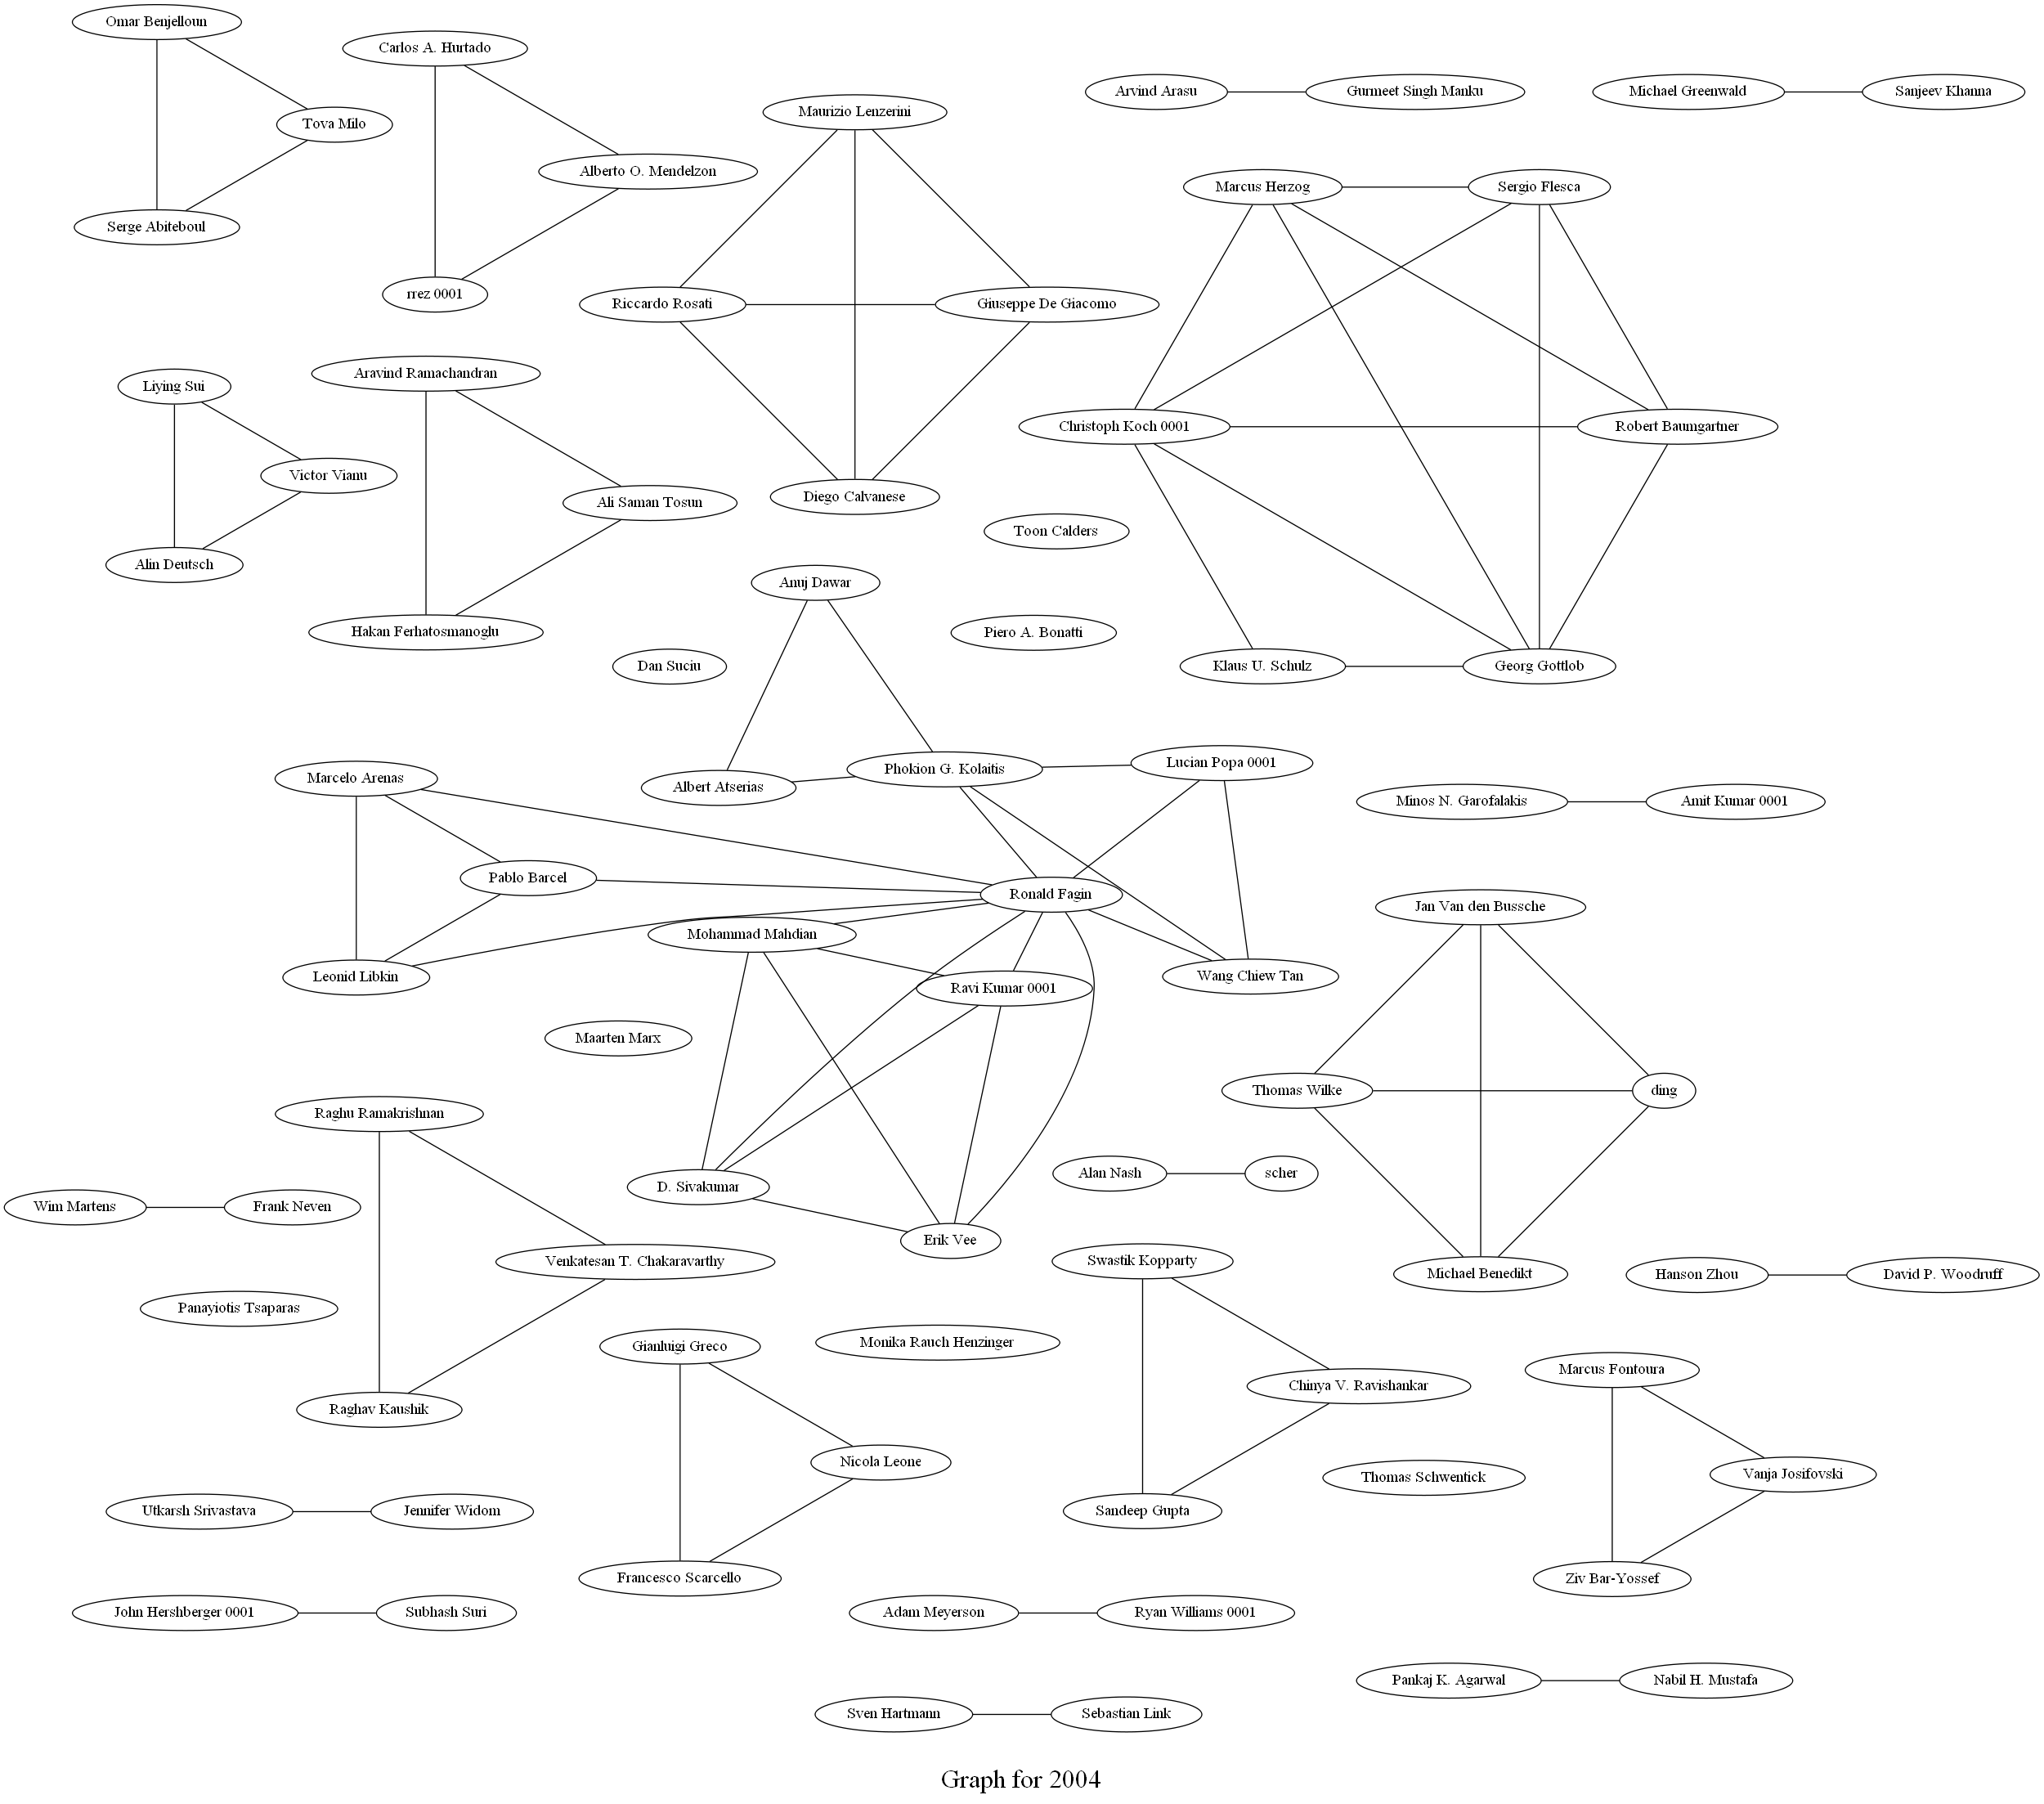 Omar Benjelloun
Carlos A. Hurtado
Arvind Arasu
Gurmeet Singh Manku
Michael Greenwald
Sanjeev Khanna
Maurizio Lenzerini
Tova Milo
Alberto O. Mendelzon
Marcus Herzog
Sergio Flesca
Serge Abiteboul
rrez 0001
Riccardo Rosati
Giuseppe De Giacomo
Liying Sui
Aravind Ramachandran
Christoph Koch 0001
Robert Baumgartner
Victor Vianu
Ali Saman Tosun
Diego Calvanese
Toon Calders
Alin Deutsch
Anuj Dawar
Hakan Ferhatosmanoglu
Piero A. Bonatti
Dan Suciu
Klaus U. Schulz
Georg Gottlob
Marcelo Arenas
Albert Atserias
Phokion G. Kolaitis
Lucian Popa 0001
Minos N. Garofalakis
Amit Kumar 0001
Pablo Barcel
Ronald Fagin
Jan Van den Bussche
Mohammad Mahdian
Leonid Libkin
Ravi Kumar 0001
Wang Chiew Tan
Maarten Marx
Thomas Wilke
ding
Raghu Ramakrishnan
Alan Nash
scher
D. Sivakumar
Wim Martens
Frank Neven
Erik Vee
Venkatesan T. Chakaravarthy
Swastik Kopparty
Michael Benedikt
Hanson Zhou
David P. Woodruff
Panayiotis Tsaparas
Gianluigi Greco
Monika Rauch Henzinger
Chinya V. Ravishankar
Marcus Fontoura
Raghav Kaushik
Nicola Leone
Thomas Schwentick
Vanja Josifovski
Utkarsh Srivastava
Jennifer Widom
Sandeep Gupta
Francesco Scarcello
Ziv Bar-Yossef
John Hershberger 0001
Subhash Suri
Adam Meyerson
Ryan Williams 0001
Pankaj K. Agarwal
Nabil H. Mustafa
Sven Hartmann
Sebastian Link
Graph for 2004